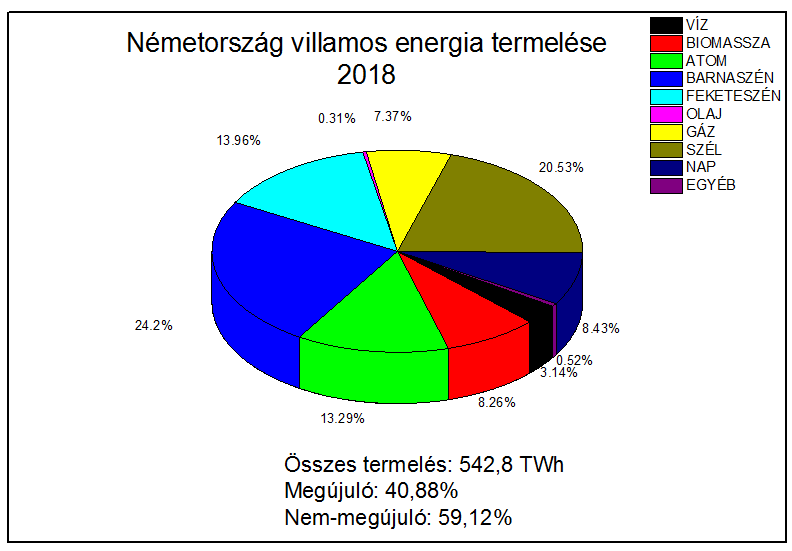 Németország villamos energia termelése
2018
VÍZ
BIOMASSZA
ATOM
BARNASZÉN
FEKETESZÉN
OLAJ
GÁZ
SZÉL
NAP
EGYÉB
0.31%
7.37%
13.96%
20.53%
24.2%
8.43%
0.52%
3.14%
8.26%
13.29%
Összes termelés: 542,8 TWh
Megújuló: 40,88%
Nem-megújuló: 59,12%